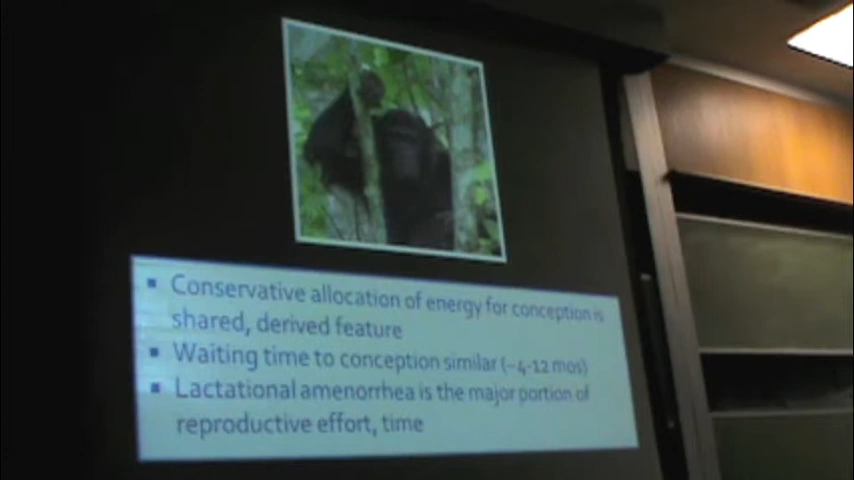 ▪ Conservative allocation of energy for conception is
shared, derived feature
▪ Waiting time to conception similar (~4-12 mos)
▪ Lactational amenorrhea is the major portion of
reproductive effort, time